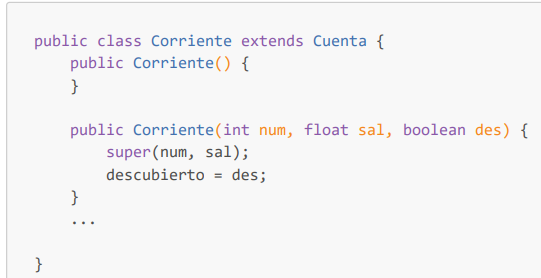 public class Corriente extends Cuenta {
    public Corriente() {
    }
    public Corriente(int num, float sal, boolean des) {
        super(num, sal);
        descubierto = des;
    }
    ...
}